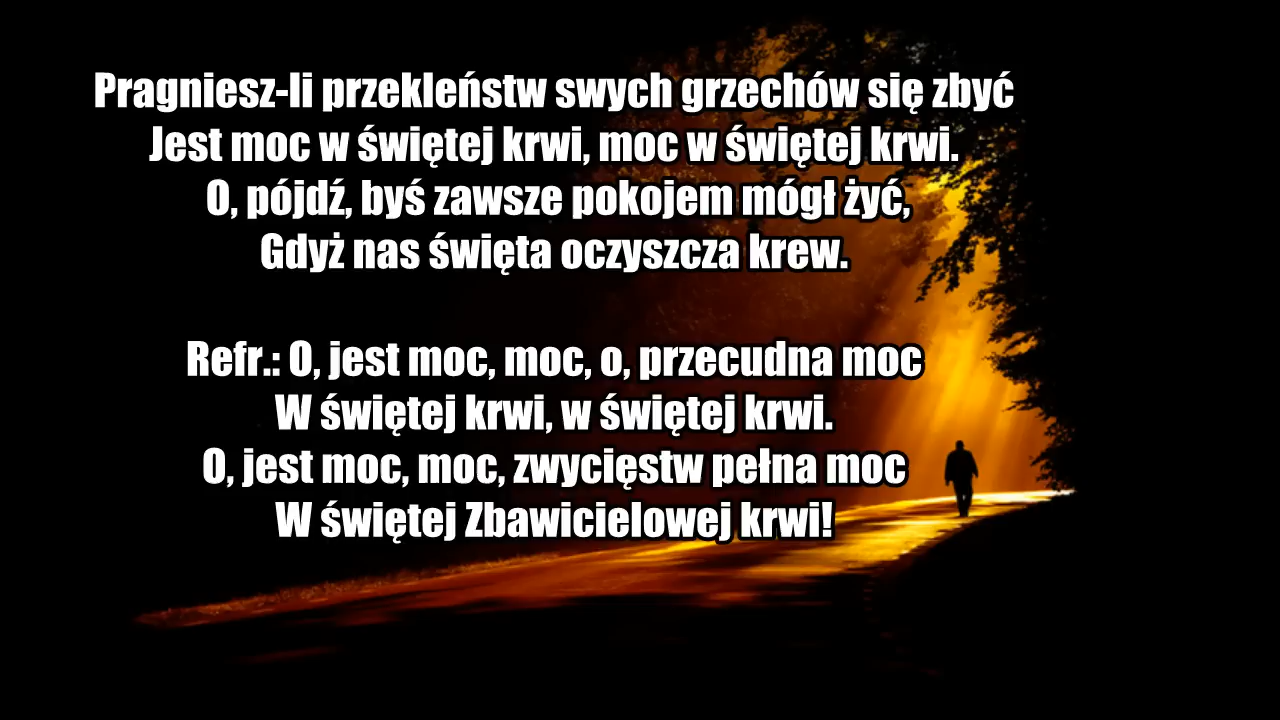 Pragniesz-li przekleństw swych grzechów się zbyć
Jest moc w świętej krwi, moc w świętej krwi.
O, pójdź, byś zawsze pokojem mógł żyć,
Gdyż nas święta oczyszcza krew.
Refr.: O, jest moc, moc, o, przecudna moc
W świętej krwi, w świętej krwi.
O, jest moc, moc, zwycięstw pełna moc
W świętej Zbawicielowej krwi!